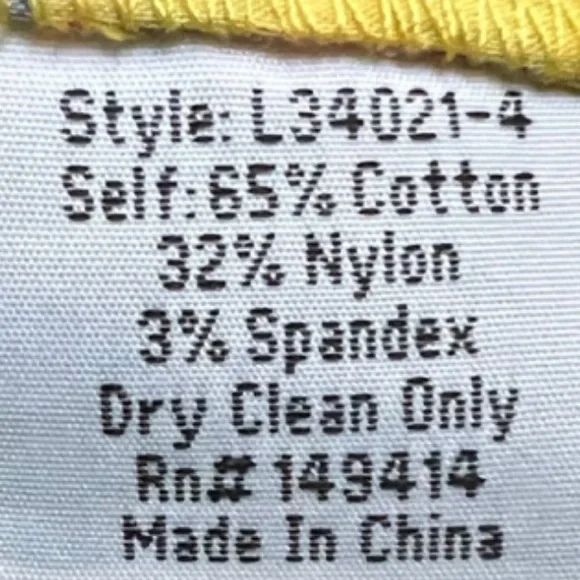 Style: L34021-4
Self: 65% Cotton
32% Nylon
3% Spandex
Dry Clean Only
Rn# 149414
Made In China